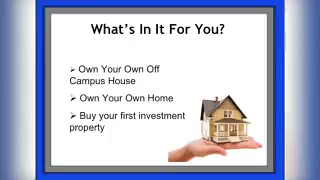 What's In It For You?
➢ Own Your Own Off
Campus House
➢ Own Your Own Home
➢ Buy your first investment
property